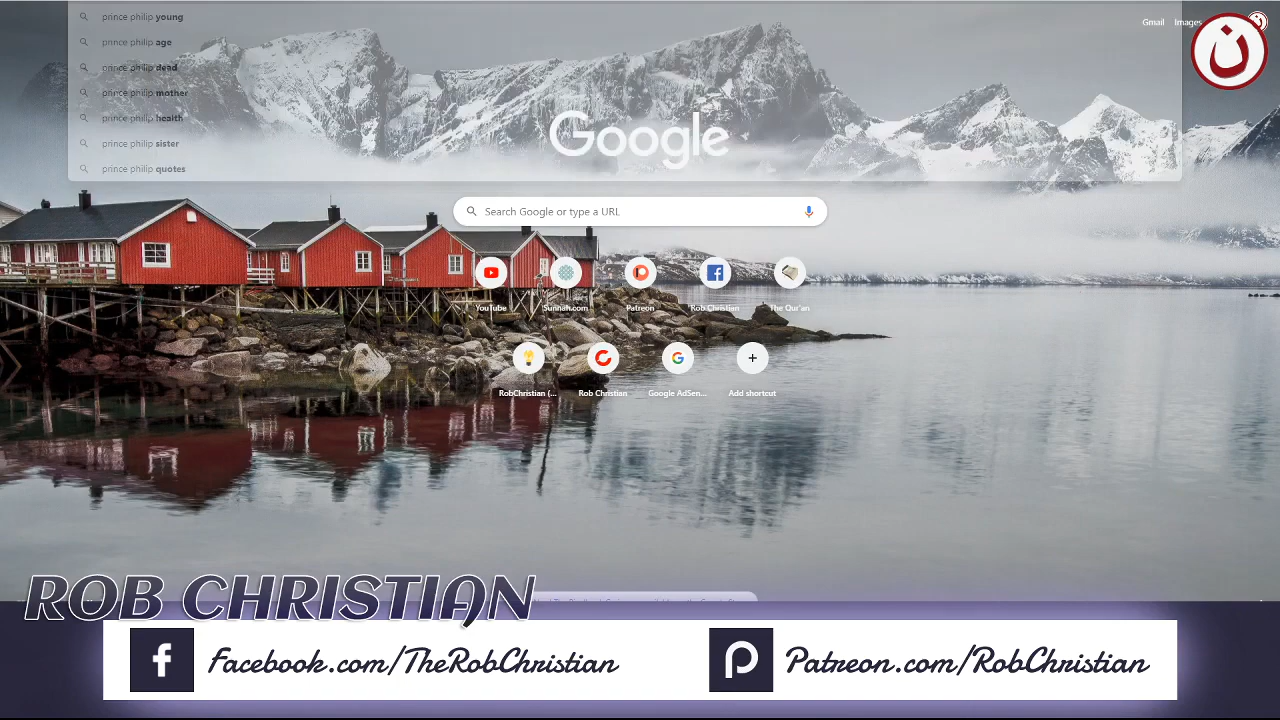 prince philip young
prince philip age
prince philip dead
prince philip mother
prince philip health
prince philip sister
prince philip quotes
Gmail Images
ن
Google
Search Google or type a URL
YouTube Sunnah.com Patreon Rob Christian The Qur'an
RobChristian (... Rob Christian Google AdSen... Add shortcut
ROB CHRISTIAN
Facebook.com/TheRobChristian
Patreon.com/RobChristian